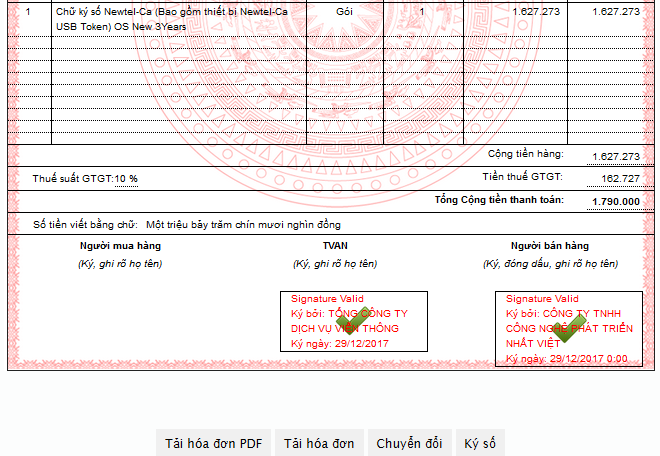 1 Chữ ký số Newtel-Ca (Bao gồm thiết bị Newtel-Ca Gói 1 1.627.273 1.627.273
USB Token) OS New 3Years
Cộng tiền hàng: 1.627.273
Thuế suất GTGT: 10 % Tiền thuế GTGT: 162.727
Tổng Cộng tiền thanh toán: 1.790.000
Số tiền viết bằng chữ: Một triệu bảy trăm chín mươi nghìn đồng
Người mua hàng TVAN Người bán hàng
(Ký, ghi rõ họ tên) (Ký, ghi rõ họ tên) (Ký, đóng dấu, ghi rõ họ tên)
Signature Valid
Ký bởi: TỔNG CÔNG TY
DỊCH VỤ VIỄN THÔNG
Ký ngày: 29/12/2017
Signature Valid
Ký bởi: CÔNG TY TNHH
CÔNG NGHỆ PHÁT TRIỂN
NHẤT VIỆT
Ký ngày: 29/12/2017 0:00
Tải hóa đơn PDF Tải hóa đơn Chuyển đổi Ký số